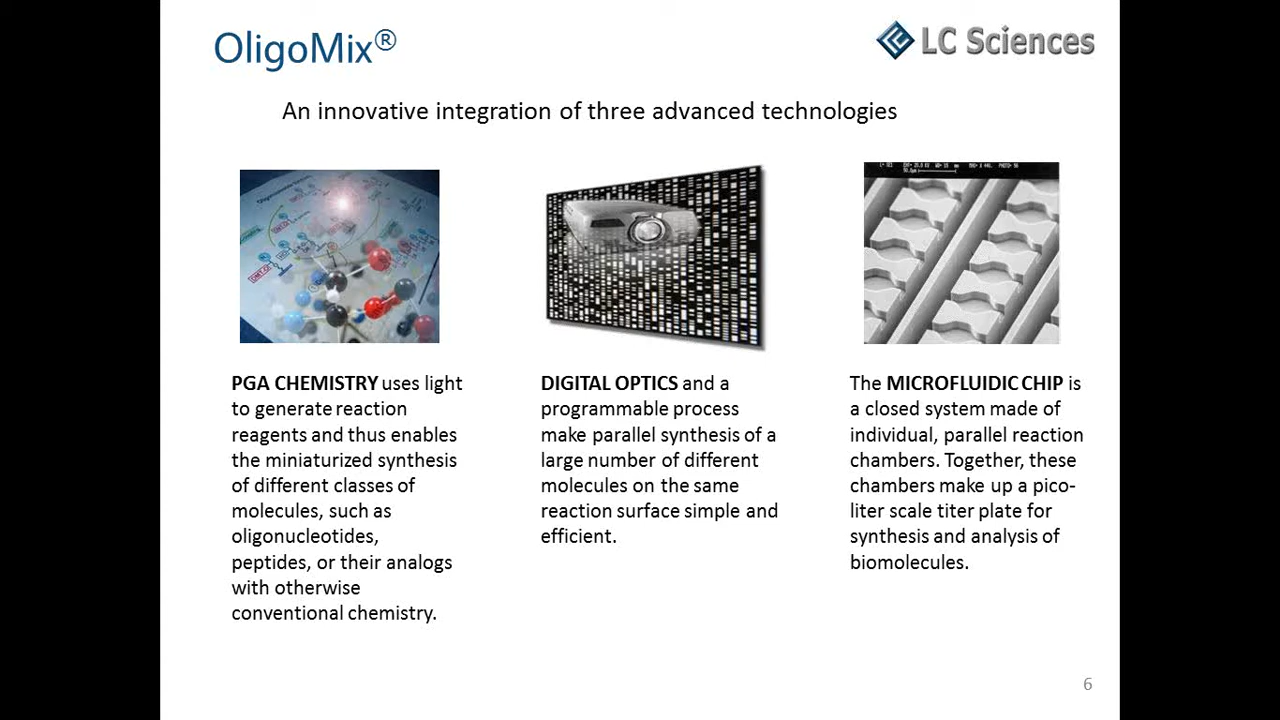 OligoMix®
LC Sciences
An innovative integration of three advanced technologies
PGA CHEMISTRY uses light
to generate reaction
reagents and thus enables
the miniaturized synthesis
of different classes of
molecules, such as
oligonucleotides,
peptides, or their analogs
with otherwise
conventional chemistry.
DIGITAL OPTICS and a
programmable process
make parallel synthesis of a
large number of different
molecules on the same
reaction surface simple and
efficient.
The MICROFLUIDIC CHIP is
a closed system made of
individual, parallel reaction
chambers. Together, these
chambers make up a pico-
liter scale titer plate for
synthesis and analysis of
biomolecules.
6